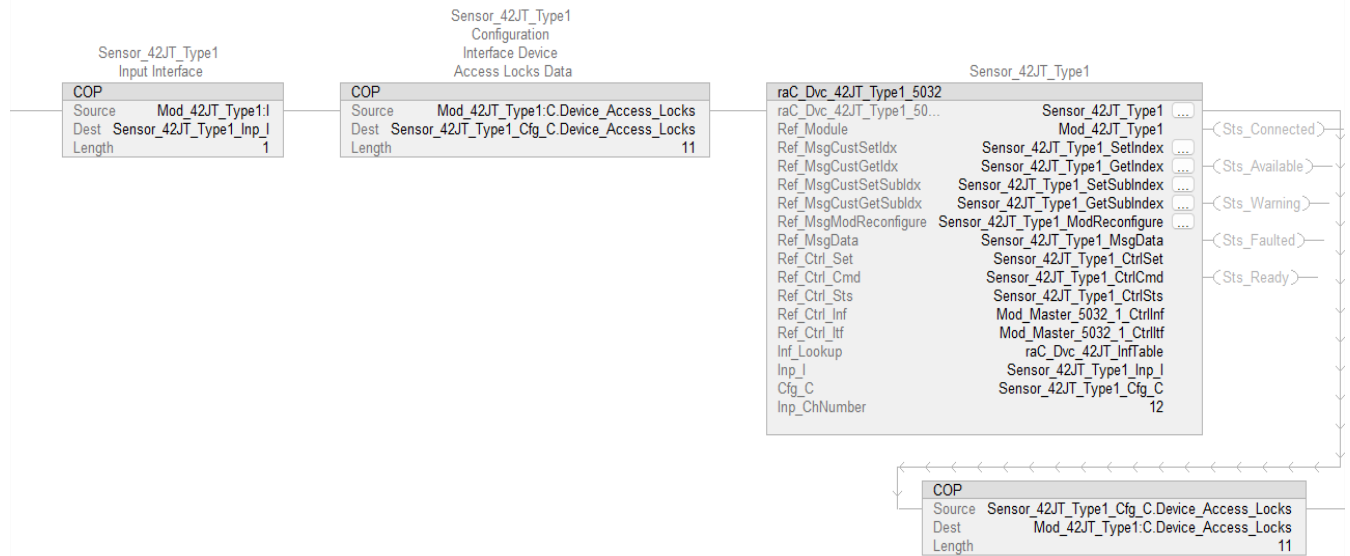 Sensor_42JT_Type1
Input Interface
COP
Source Mod_42JT_Type1:I
Dest Sensor_42JT_Type1_Inp_I
Length 1
Sensor_42JT_Type1
Configuration
Interface Device
Access Locks Data
COP
Source Mod_42JT_Type1:C.Device_Access_Locks
Dest Sensor_42JT_Type1_Cfg_C.Device_Access_Locks
Length 11
Sensor_42JT_Type1
raC_Dvc_42JT_Type1_5032
raC_Dvc_42JT_Type1_50... Sensor_42JT_Type1 ...
Ref_Module Mod_42JT_Type1
Ref_MsgCustSetIdx Sensor_42JT_Type1_SetIndex ...
Ref_MsgCustGetIdx Sensor_42JT_Type1_GetIndex ...
Ref_MsgCustSetSubIdx Sensor_42JT_Type1_SetSubIndex ...
Ref_MsgCustGetSubIdx Sensor_42JT_Type1_GetSubIndex ...
Ref_MsgModReconfigure Sensor_42JT_Type1_ModReconfigure ...
Ref_MsgData Sensor_42JT_Type1_MsgData
Ref_Ctrl_Set Sensor_42JT_Type1_CtrlSet
Ref_Ctrl_Cmd Sensor_42JT_Type1_CtrlCmd
Ref_Ctrl_Sts Sensor_42JT_Type1_CtrlSts
Ref_Ctrl_Inf Mod_Master_5032_1_CtrlInf
Ref_Ctrl_Itf Mod_Master_5032_1_CtrlItf
Inf_Lookup raC_Dvc_42JT_InfTable
Inp_I Sensor_42JT_Type1_Inp_I
Cfg_C Sensor_42JT_Type1_Cfg_C
Inp_ChNumber 12
Sts_Connected
Sts_Available
Sts_Warning
Sts_Faulted
Sts_Ready
COP
Source Sensor_42JT_Type1_Cfg_C.Device_Access_Locks
Dest Mod_42JT_Type1:C.Device_Access_Locks
Length 11